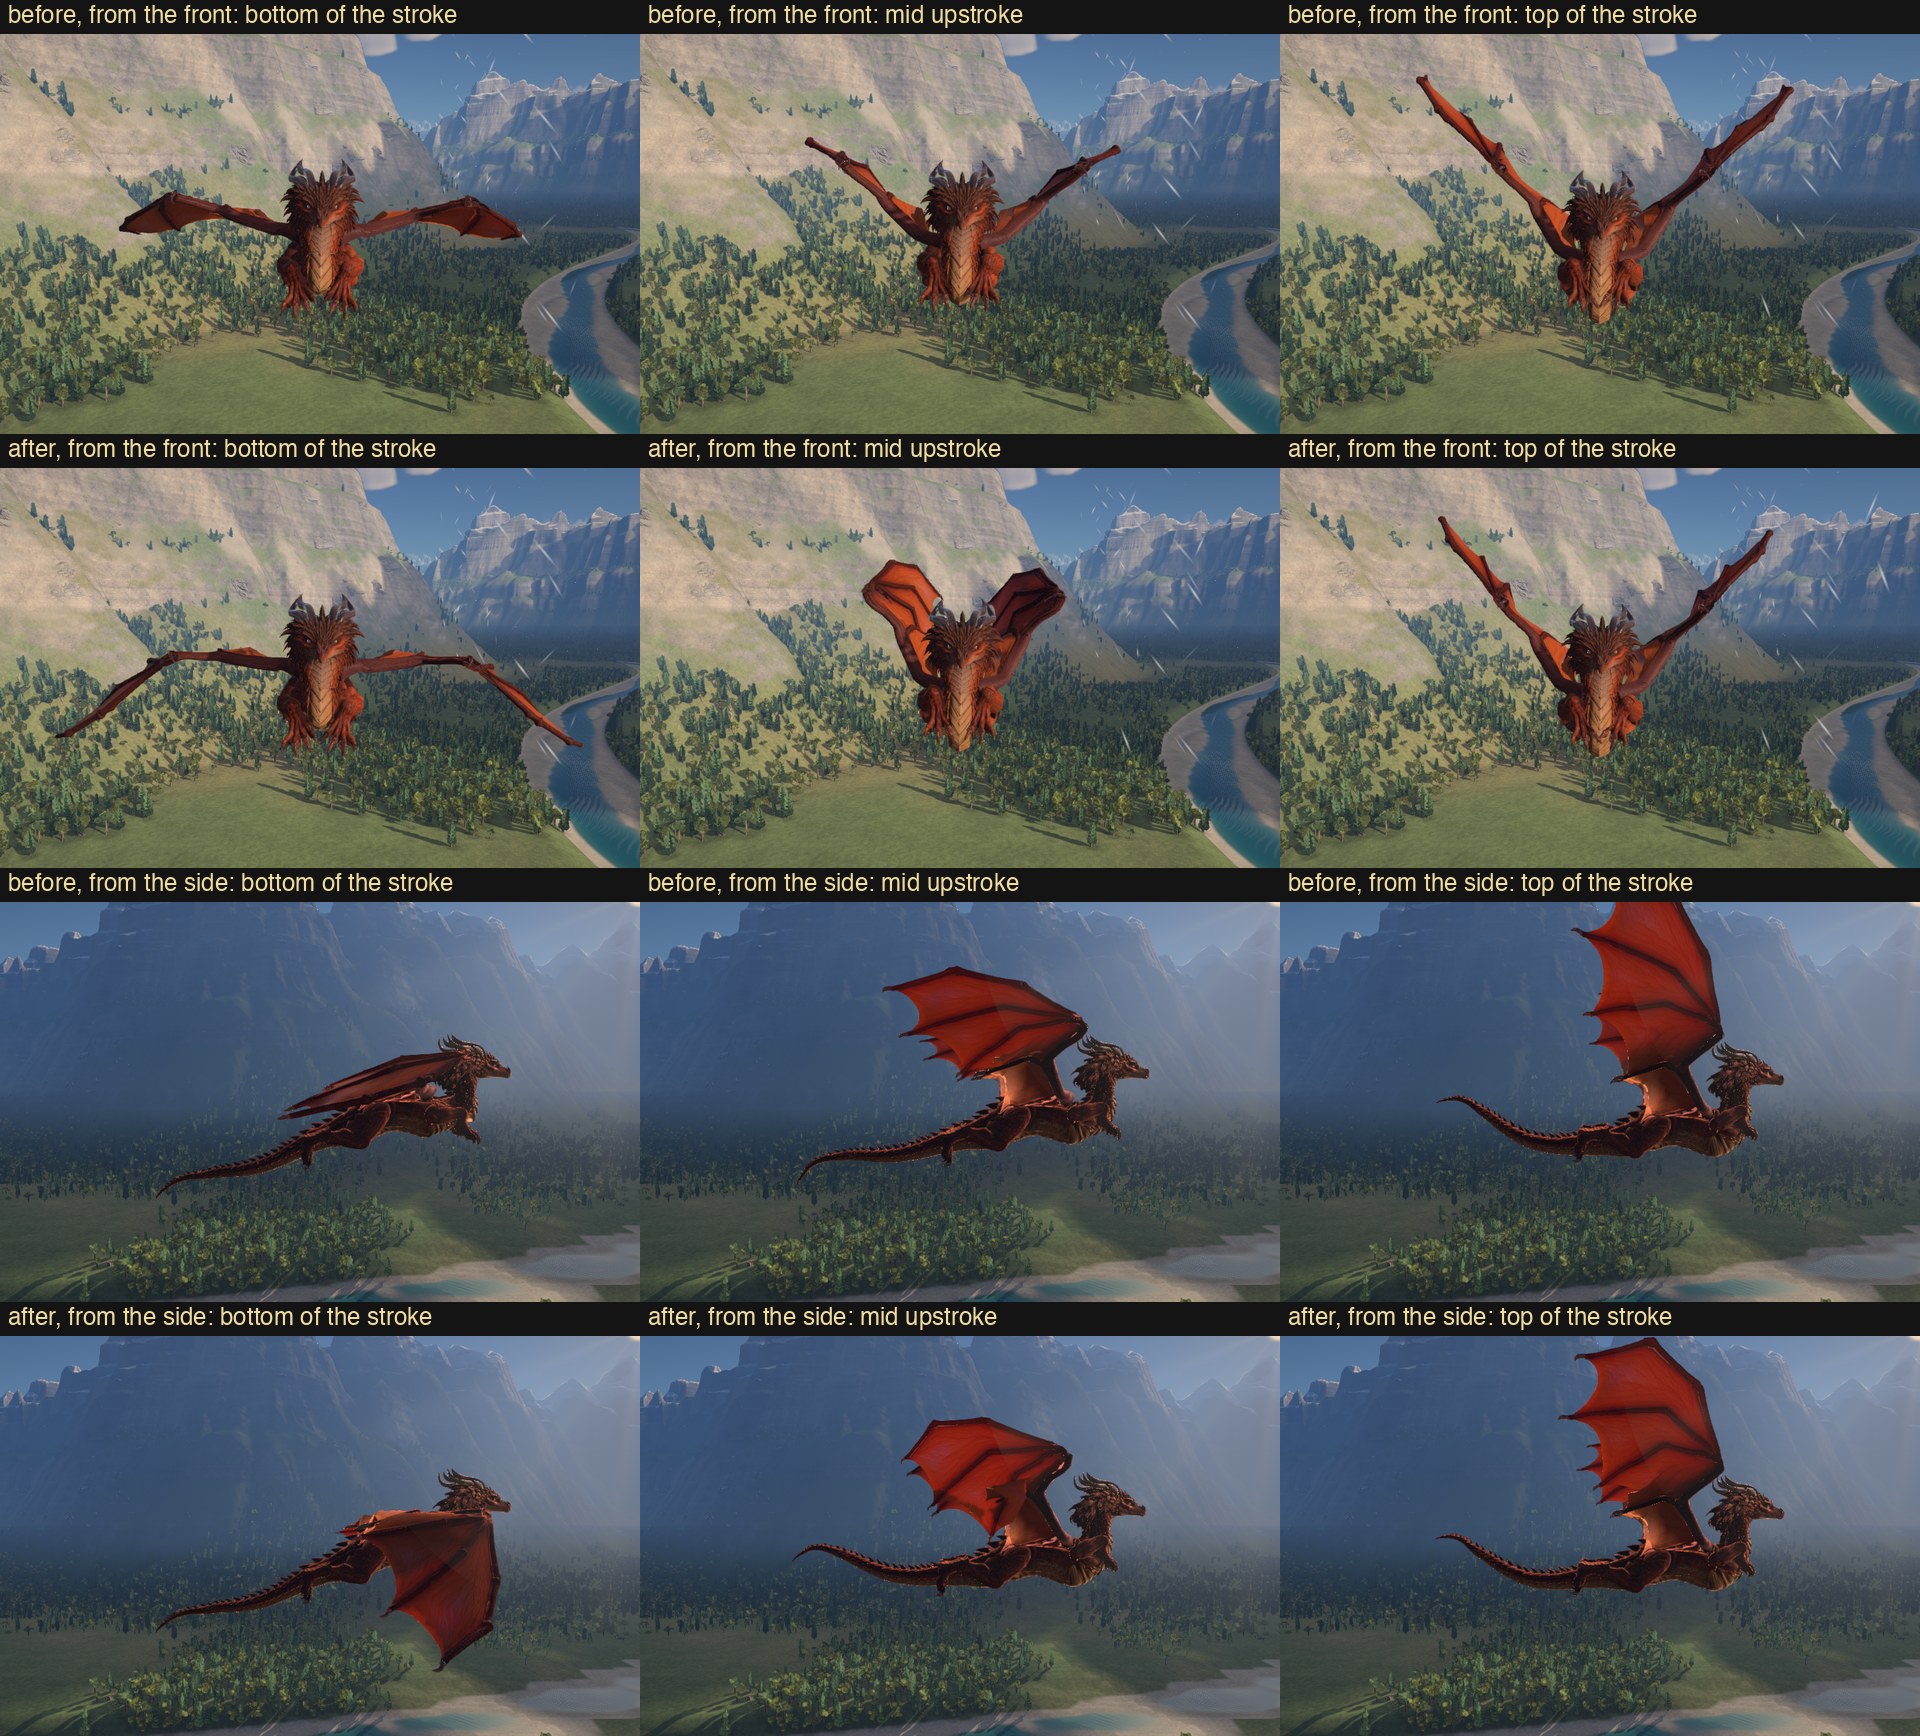 before, from the front: bottom of the stroke
before, from the front: mid upstroke
before, from the front: top of the stroke
after, from the front: bottom of the stroke
after, from the front: mid upstroke
after, from the front: top of the stroke
before, from the side: bottom of the stroke
before, from the side: mid upstroke
before, from the side: top of the stroke
after, from the side: bottom of the stroke
after, from the side: mid upstroke
after, from the side: top of the stroke